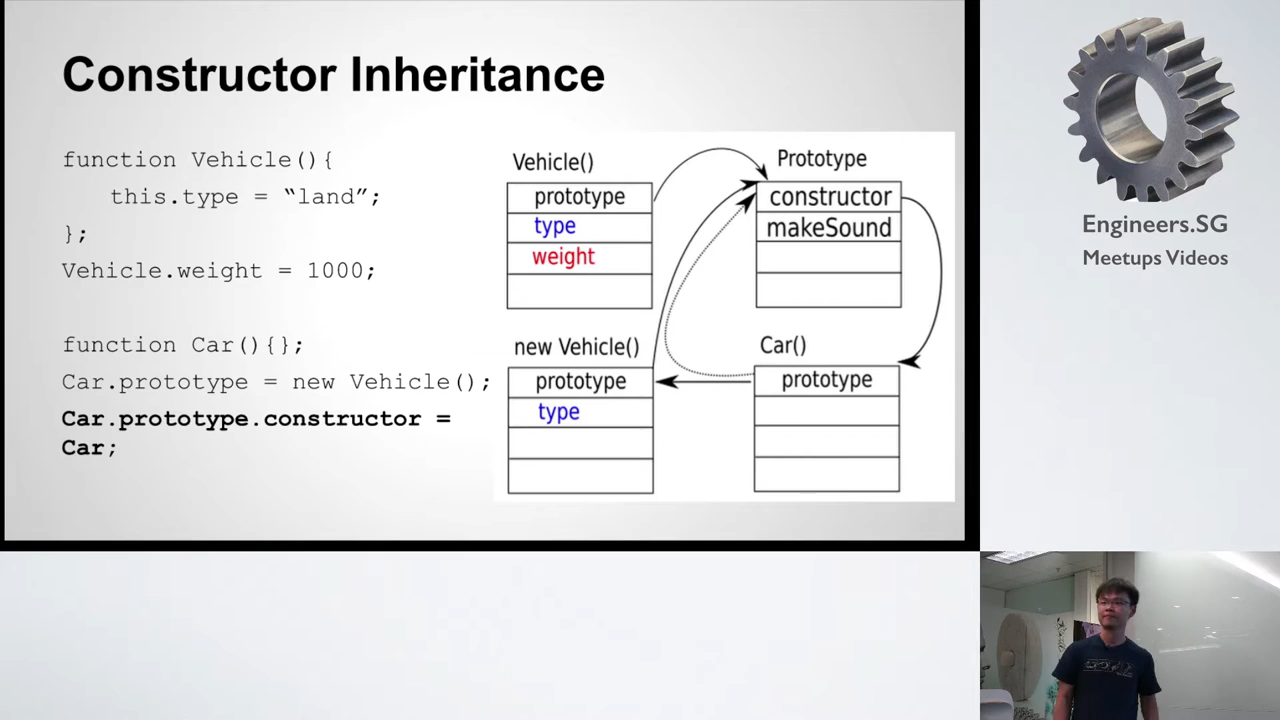 Constructor Inheritance
function Vehicle(){
this.type = “land”;
};
Vehicle.weight = 1000;
function Car(){};
Car.prototype = new Vehicle();
Car.prototype.constructor =
Car;
Vehicle()
prototype
type
weight
Prototype
constructor
makeSound
new Vehicle()
prototype
type
Car()
prototype
Engineers.SG
Meetups Videos